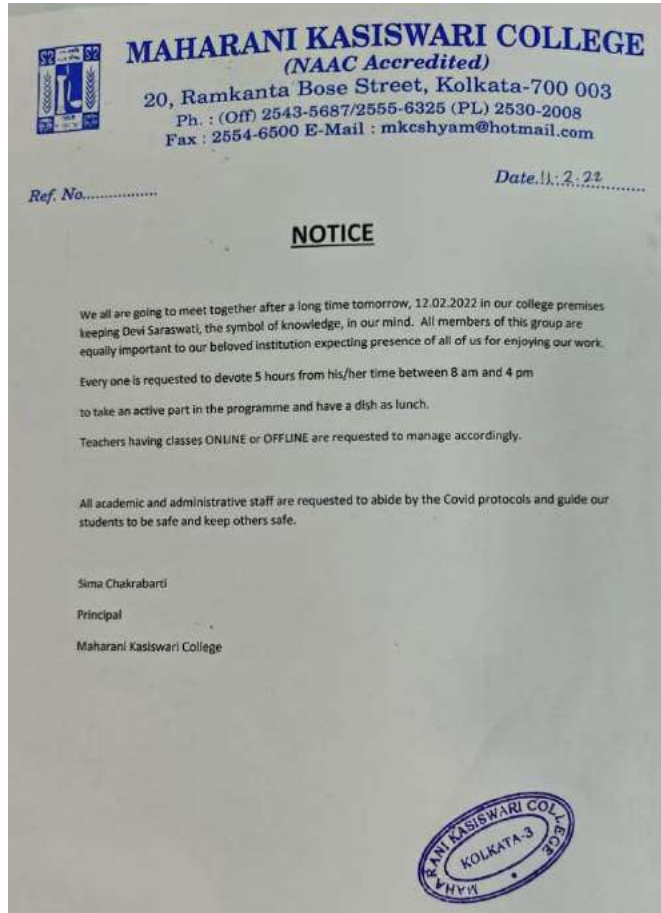 MAHARANI KASISWARI COLLEGE
(NAAC Accredited)
20, Ramkanta Bose Street, Kolkata-700 003
Ph. : (Off) 2543-5687/2555-6325 (PL) 2530-2008
Fax : 2554-6500 E-Mail : mkcshyam@hotmail.com
Ref. No.................
Date.11.2.22
NOTICE
We all are going to meet together after a long time tomorrow, 12.02.2022 in our college premises
keeping Devi Saraswati, the symbol of knowledge, in our mind. All members of this group are
equally important to our beloved institution expecting presence of all of us for enjoying our work.
Every one is requested to devote 5 hours from his/her time between 8 am and 4 pm
to take an active part in the programme and have a dish as lunch.
Teachers having classes ONLINE or OFFLINE are requested to manage accordingly.
All academic and administrative staff are requested to abide by the Covid protocols and guide our
students to be safe and keep others safe.
Sima Chakrabarti
Principal
Maharani Kasiswari College
MAHARANI KASISWARI COLLEGE
KOLKATA-3